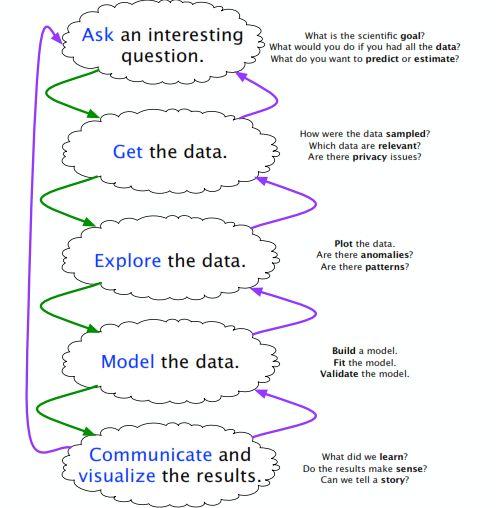 Ask an interesting
question.
What is the scientific goal?
What would you do if you had all the data?
What do you want to predict or estimate?
Get the data.
How were the data sampled?
Which data are relevant?
Are there privacy issues?
Explore the data.
Plot the data.
Are there anomalies?
Are there patterns?
Model the data.
Build a model.
Fit the model.
Validate the model.
Communicate and
visualize the results.
What did we learn?
Do the results make sense?
Can we tell a story?